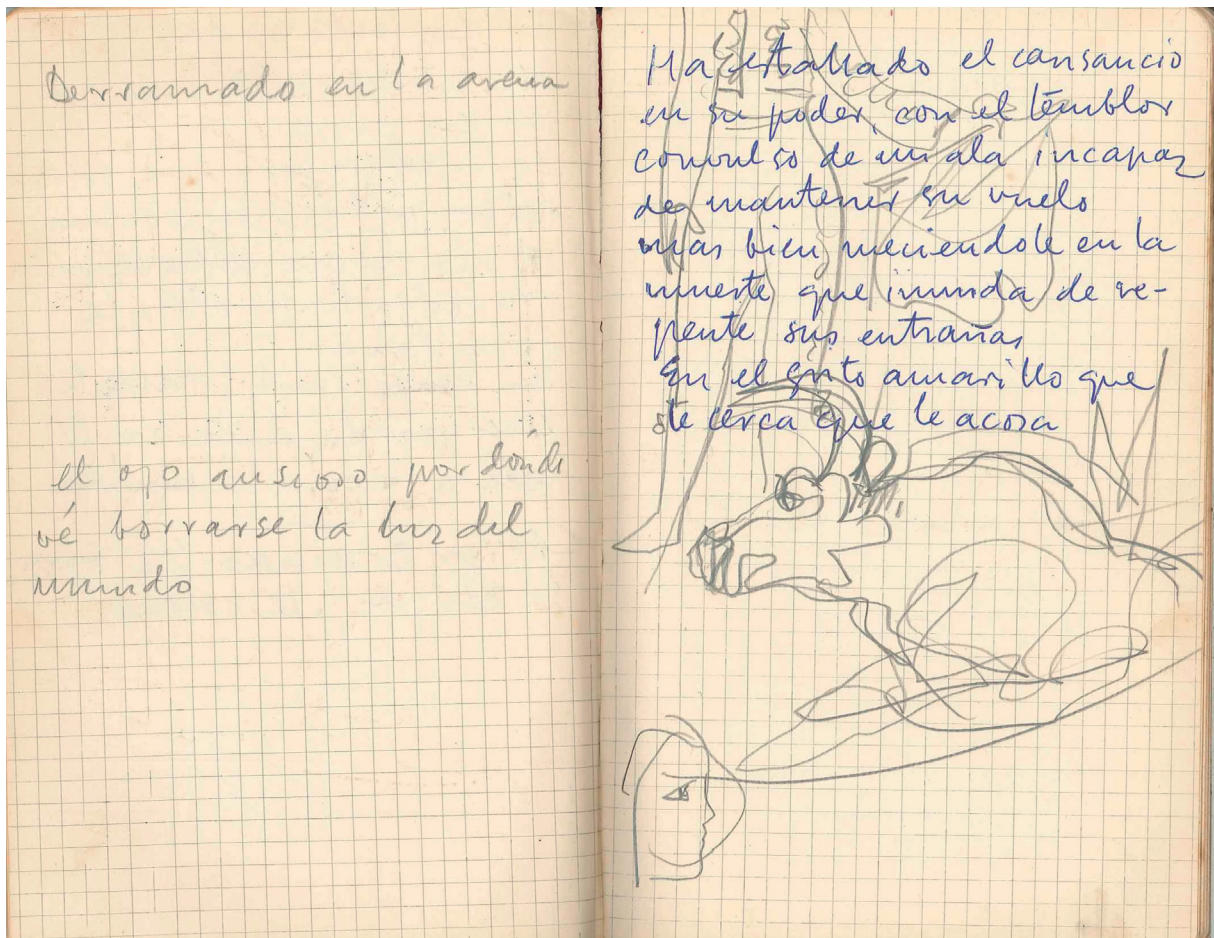 Derramado en la arena
el ojo ansioso por dónde
vé borrarse la luz del
mundo
Ha estallado el cansancio
en su poder, con el temblor
convulso de un ala incapaz
de mantener su vuelo
mas bien meciendole en la
muerte que inunda de re-
pente sus entrañas
En el grito amarillo que
le cerca que le acosa